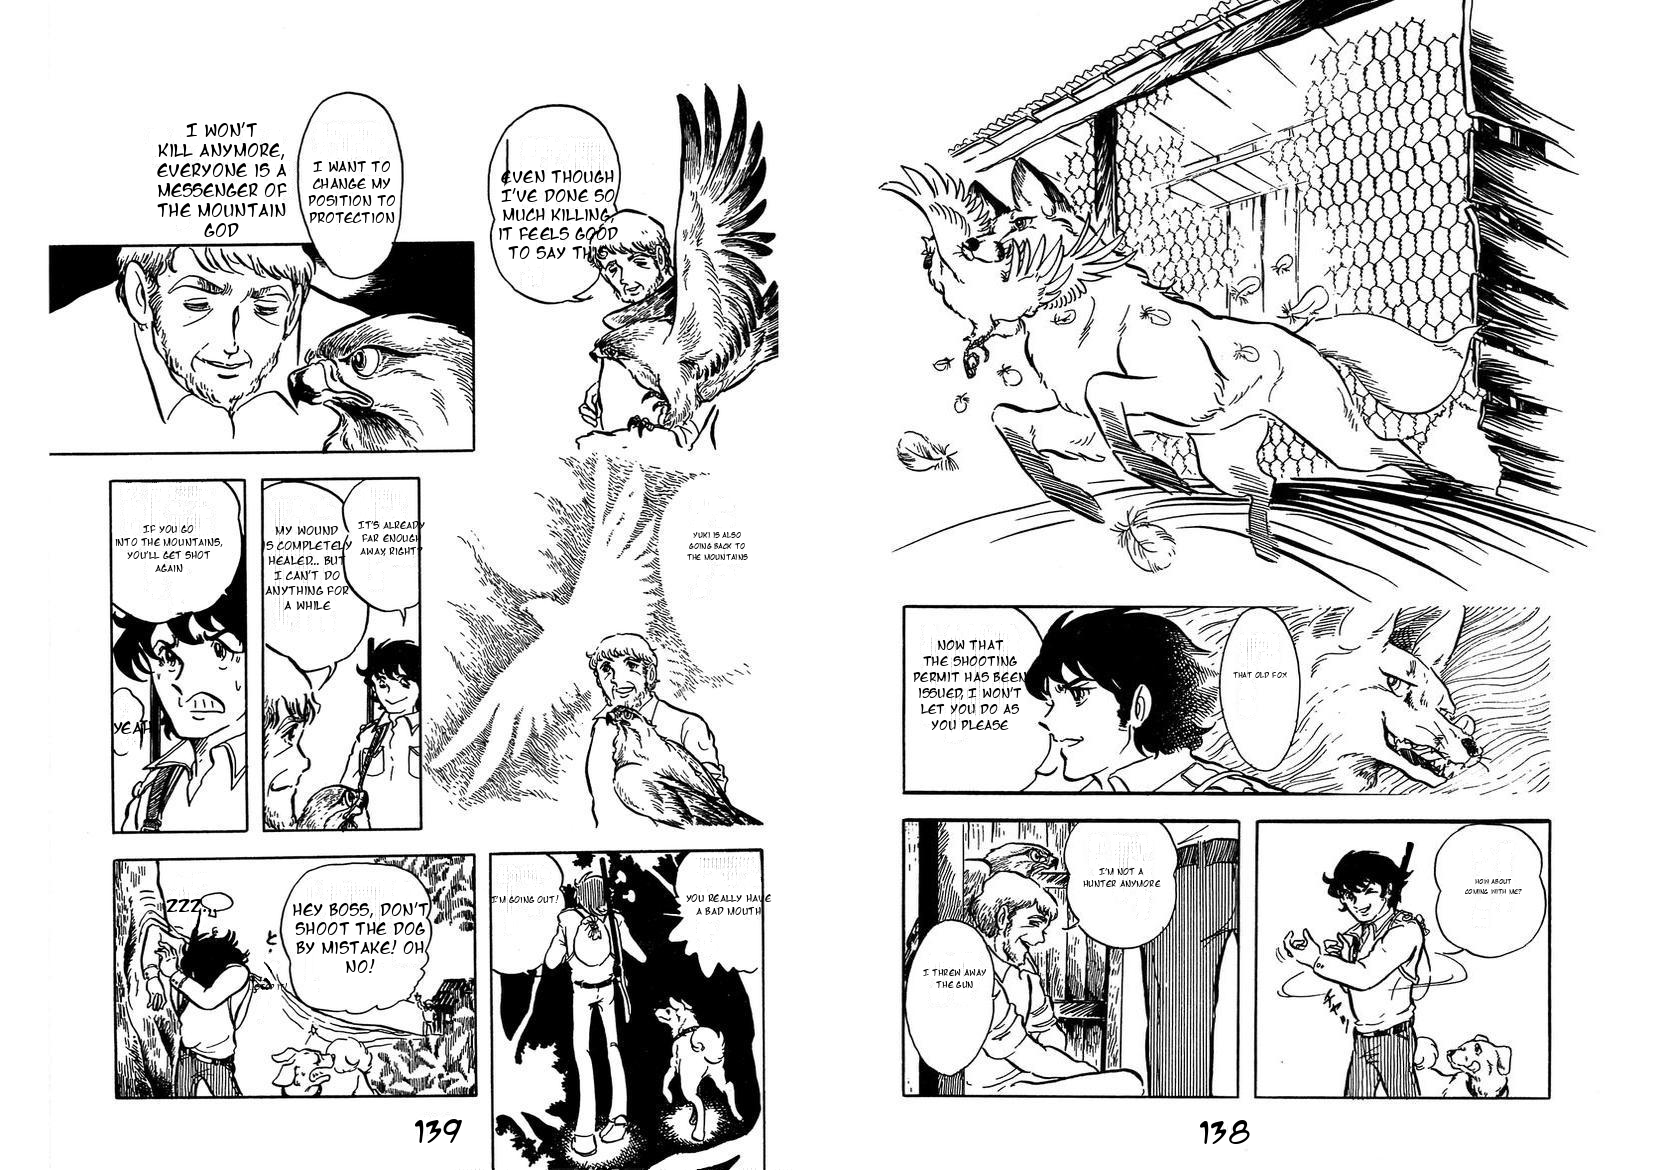 THAT OLD FOX
NOW THAT
THE SHOOTING
PERMIT HAS BEEN
ISSUED, I WON'T
LET YOU DO AS
YOU PLEASE
HOW ABOUT
COMING WITH ME?
I'M NOT A
HUNTER ANYMORE
I THREW AWAY
THE GUN
138
EVEN THOUGH
I'VE DONE SO
MUCH KILLING,
IT FEELS GOOD
TO SAY THIS
I WANT TO
CHANGE MY
POSITION TO
PROTECTION
I WON'T
KILL ANYMORE,
EVERYONE IS A
MESSENGER OF
THE MOUNTAIN
GOD
YUKI IS ALSO
GOING BACK TO
THE MOUNTAINS
IT'S ALREADY
FAR ENOUGH
AWAY, RIGHT?
MY WOUND
IS COMPLETELY
HEALED... BUT
I CAN'T DO
ANYTHING FOR
A WHILE
IF YOU GO
INTO THE MOUNTAINS,
YOU'LL GET SHOT
AGAIN
YEAH
YOU REALLY HAVE
A BAD MOUTH
I'M GOING OUT!
HEY BOSS, DON'T
SHOOT THE DOG
BY MISTAKE! OH
NO!
ZZZ...
139